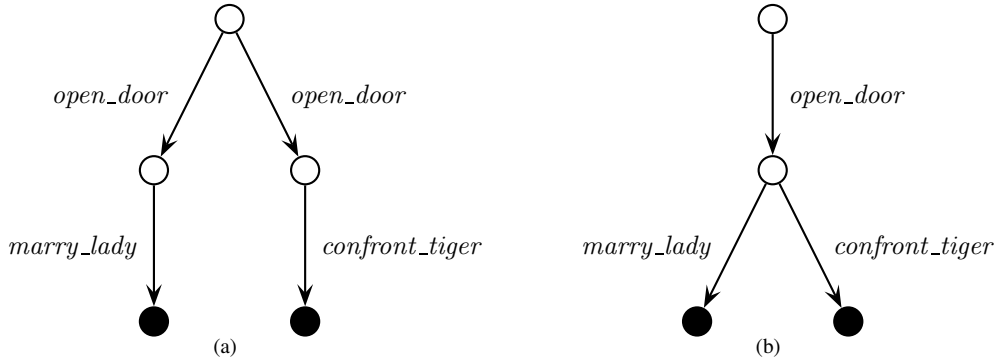 open_door
open_door
marry_lady
confront_tiger
(a)
open_door
marry_lady
confront_tiger
(b)